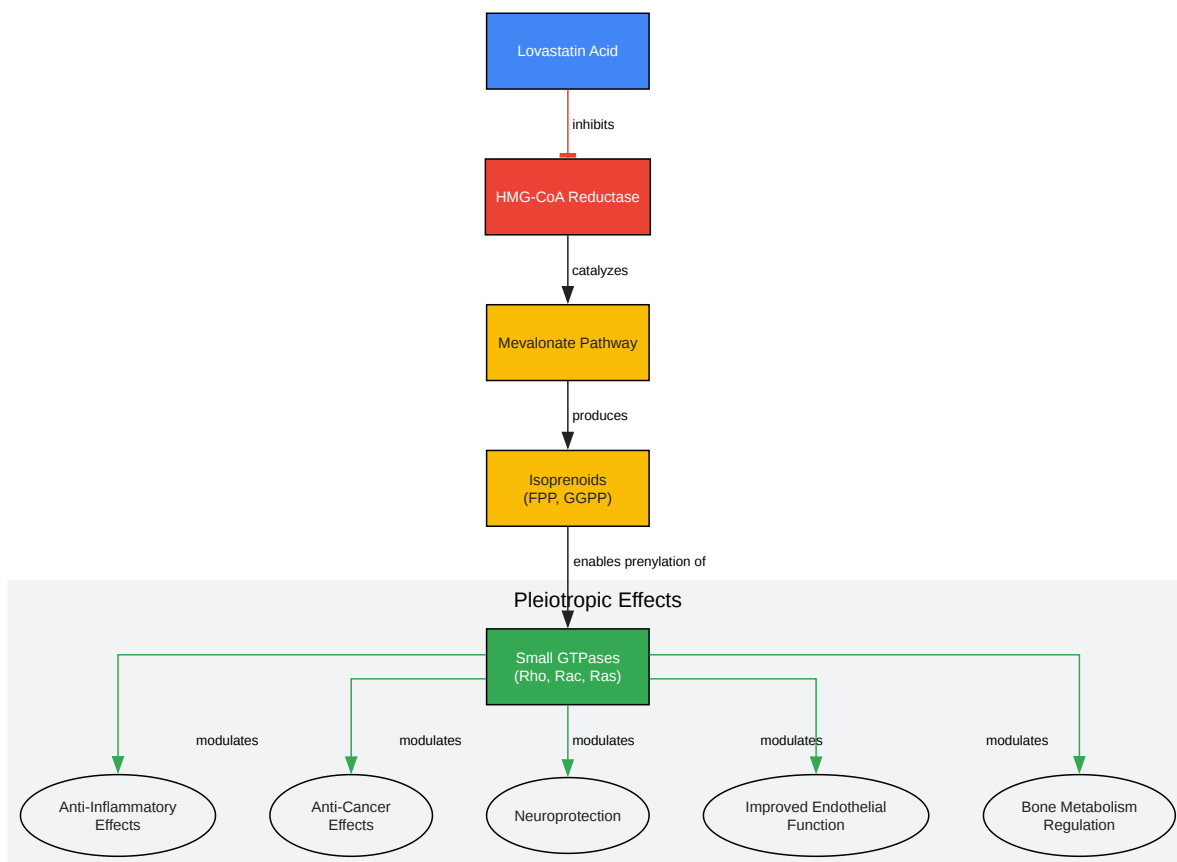 Lovastatin Acid
inhibits
HMG-CoA Reductase
catalyzes
Mevalonate Pathway
produces
Isoprenoids
(FPP, GGPP)
enables prenylation of
Pleiotropic Effects
Small GTPases
(Rho, Rac, Ras)
modulates
modulates
modulates
modulates
modulates
Anti-Inflammatory
Effects
Anti-Cancer
Effects
Neuroprotection
Improved Endothelial
Function
Bone Metabolism
Regulation